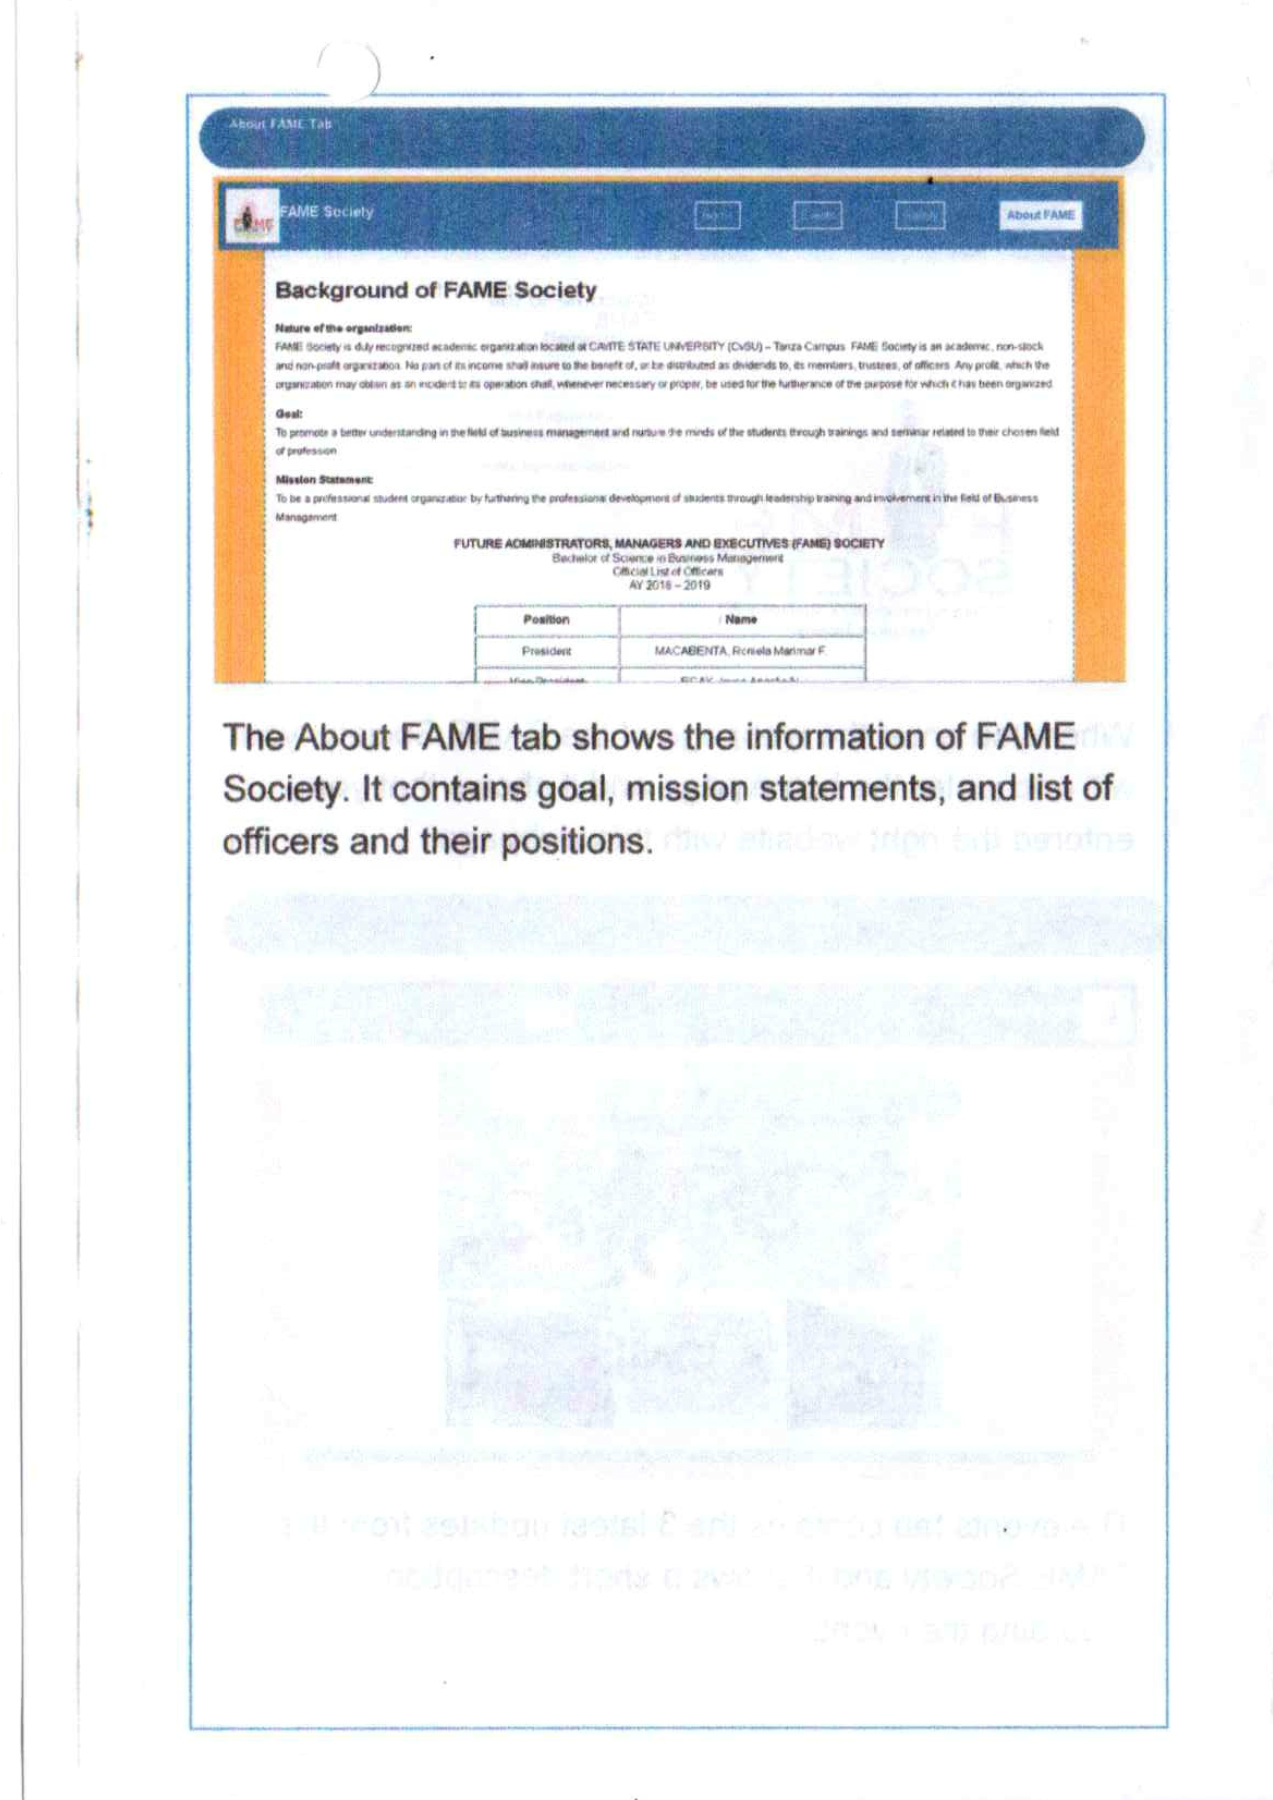 About FAME Tab
FAME
FAME Society
About FAME
Background of FAME Society
Nature of the organization:
FAME Society is duly recognized academic organization located at CAVITE STATE UNIVERSITY (CvSU) – Tanza Campus. FAME Society is an academic, non-stock
and non-profit organization. No part of its income shall insure to the benefit of, or be distributed as dividends to, its members, trustees, of officers. Any profit, which the
organization may obtain as an incident to its operation shall, whenever necessary or proper, be used for the furtherance of the purpose for which it has been organized
Goal:
To promote a better understanding in the field of business management and nurture the minds of the students through trainings and seminar related to their chosen field
of profession
Mission Statement:
To be a professional student organization by furthering the professional development of students through leadership training and involvement in the field of Business
Management
FUTURE ADMINISTRATORS, MANAGERS AND EXECUTIVES (FAME) SOCIETY
Bachelor of Science in Business Management
Official List of Officers
AY 2018 – 2019
Position Name
President MACABENTA, Romiela Marimar F.
Vice President
The About FAME tab shows the information of FAME
Society. It contains goal, mission statements, and list of
officers and their positions.